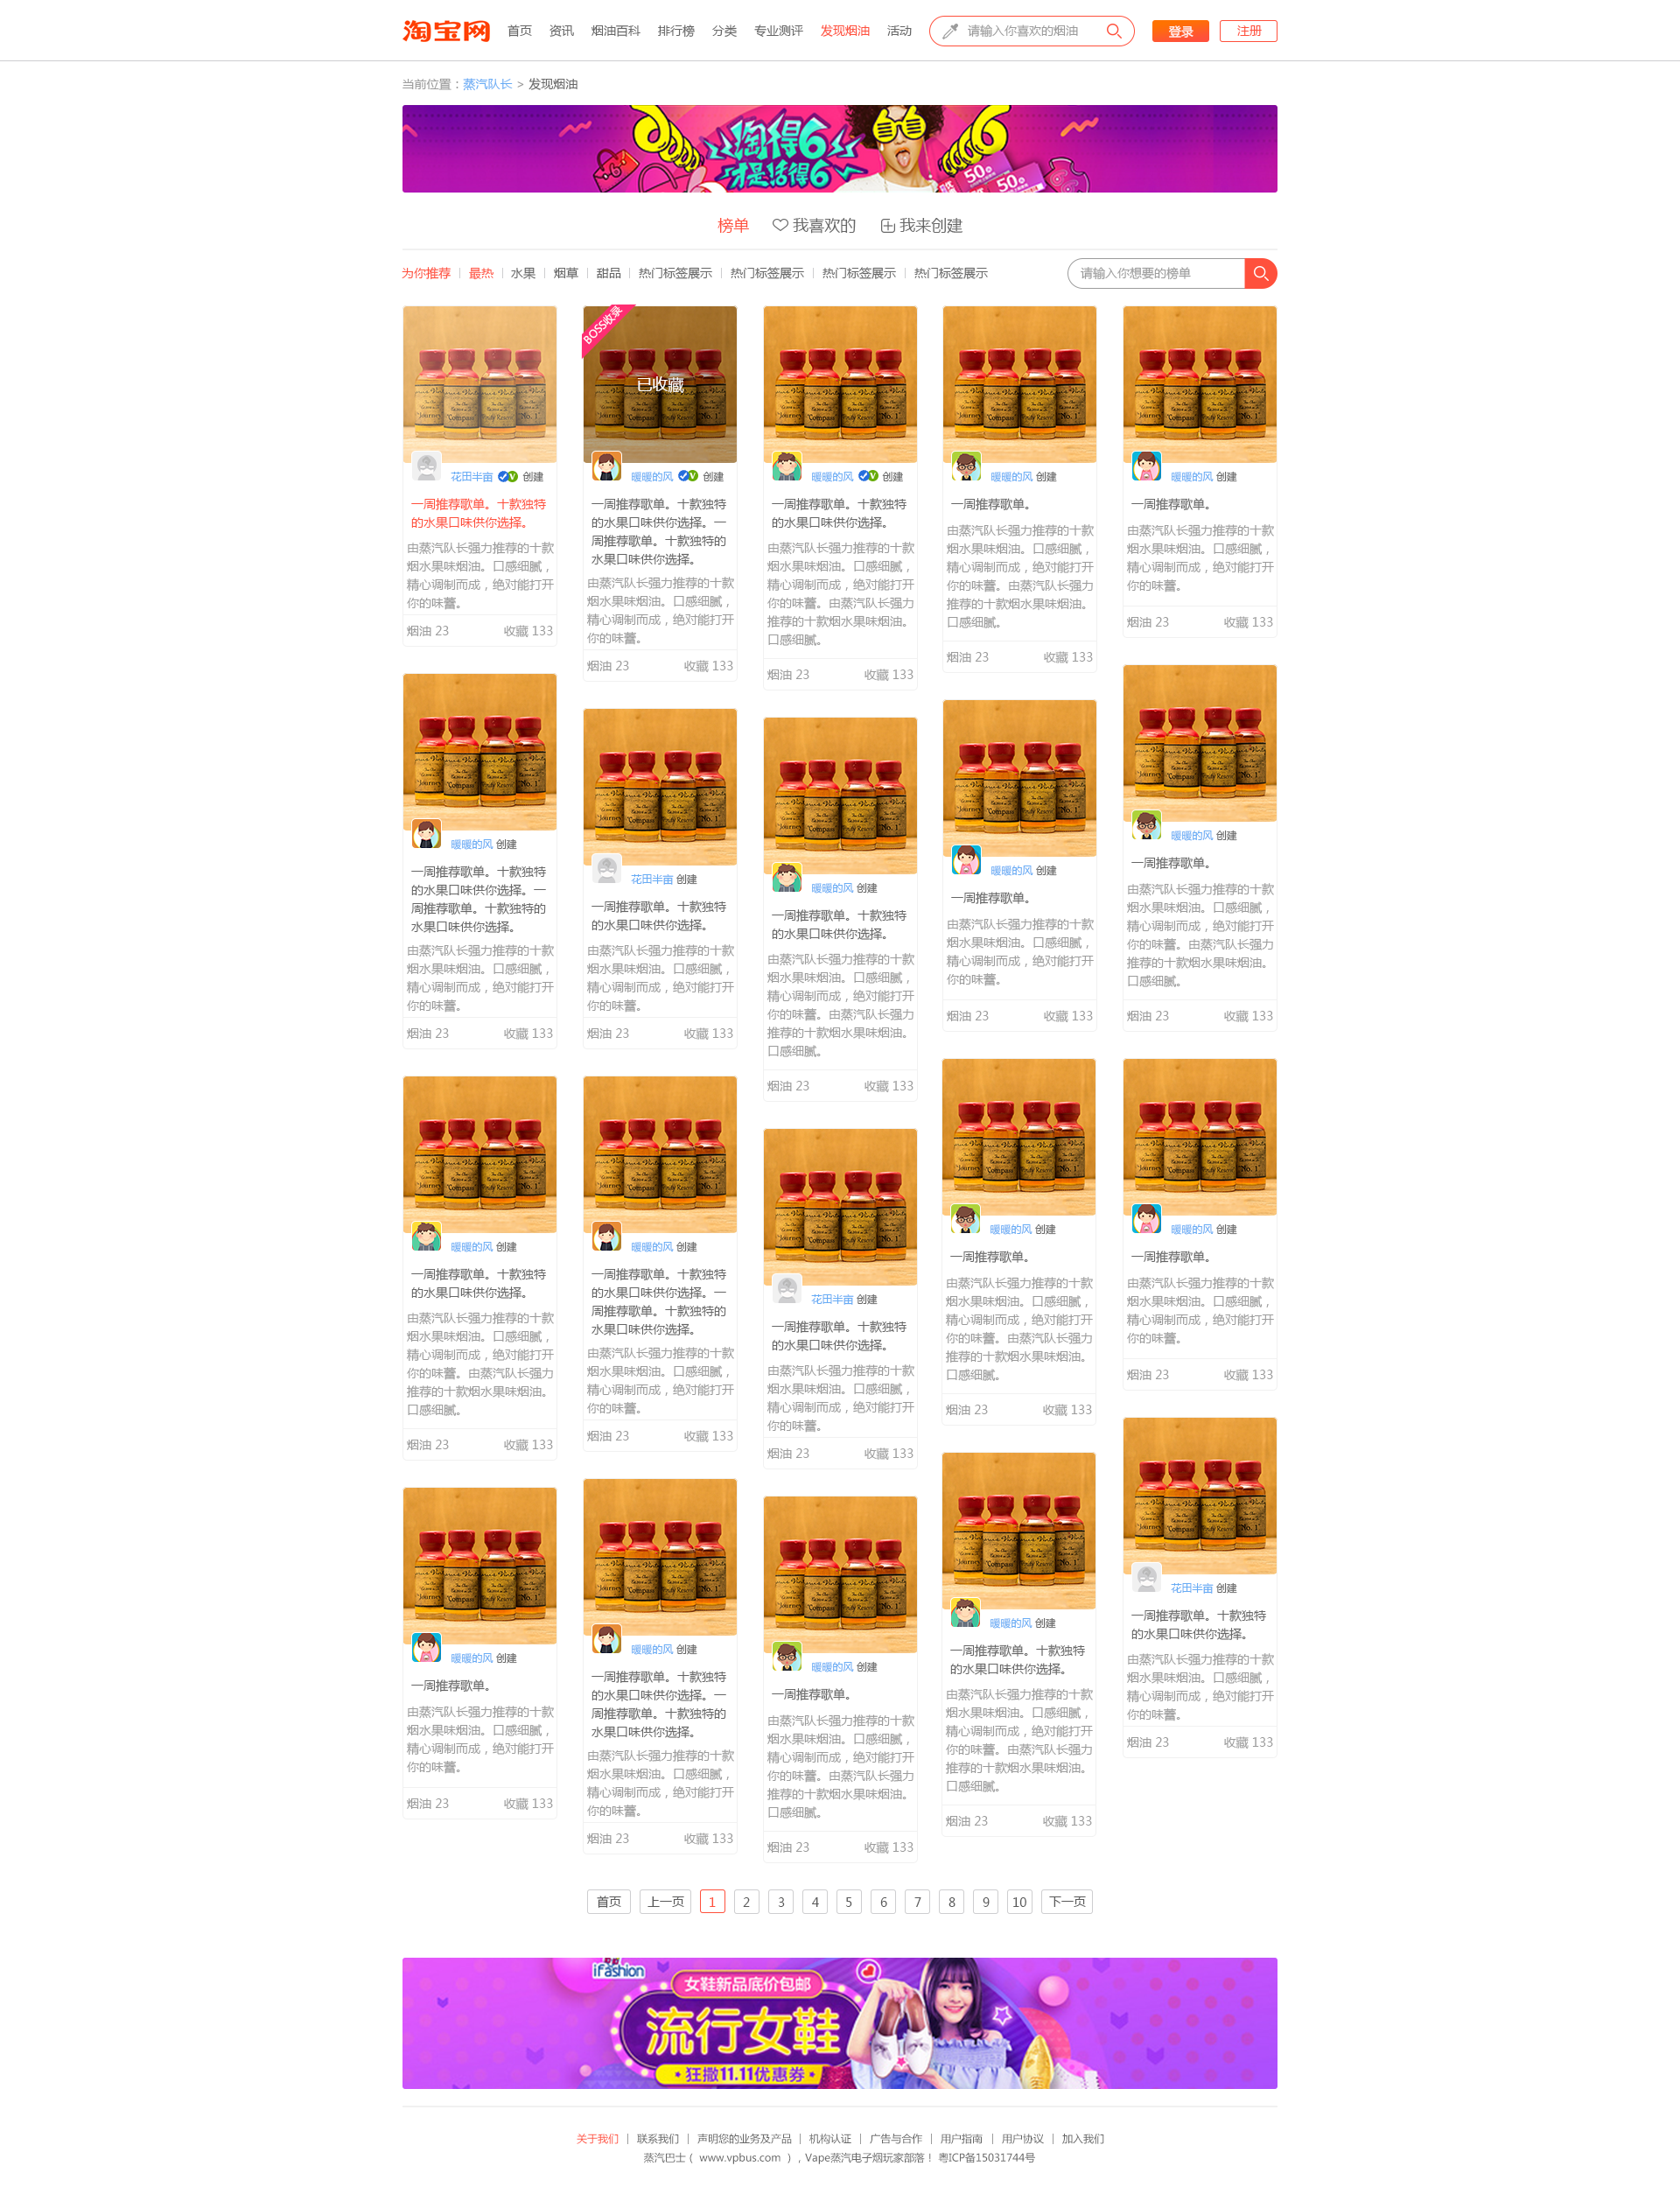 淘宝网 首页 资讯 烟油百科 排行榜 分类 专业测评 发现烟油 活动 请输入你喜欢的烟油 登录 注册
当前位置：蒸汽队长 > 发现烟油
淘得6
才是活得6
50元
50元
榜单 我喜欢的 我来创建
为你推荐 | 最热 | 水果 | 烟草 | 甜品 | 热门标签展示 | 热门标签展示 | 热门标签展示 | 热门标签展示 请输入你想要的榜单
花田半亩 创建
一周推荐歌单。十款独特
的水果口味供你选择。
由蒸汽队长强力推荐的十款
烟水果味烟油。口感细腻，
精心调制而成，绝对能打开
你的味蕾。
烟油 23 收藏 133
BOSS收录
已收藏
暖暖的风 创建
一周推荐歌单。十款独特
的水果口味供你选择。一
周推荐歌单。十款独特的
水果口味供你选择。
由蒸汽队长强力推荐的十款
烟水果味烟油。口感细腻，
精心调制而成，绝对能打开
你的味蕾。
烟油 23 收藏 133
暖暖的风 创建
一周推荐歌单。十款独特
的水果口味供你选择。
由蒸汽队长强力推荐的十款
烟水果味烟油。口感细腻，
精心调制而成，绝对能打开
你的味蕾。由蒸汽队长强力
推荐的十款烟水果味烟油。
口感细腻。
烟油 23 收藏 133
暖暖的风 创建
一周推荐歌单。
由蒸汽队长强力推荐的十款
烟水果味烟油。口感细腻，
精心调制而成，绝对能打开
你的味蕾。由蒸汽队长强力
推荐的十款烟水果味烟油。
口感细腻。
烟油 23 收藏 133
暖暖的风 创建
一周推荐歌单。
由蒸汽队长强力推荐的十款
烟水果味烟油。口感细腻，
精心调制而成，绝对能打开
你的味蕾。
烟油 23 收藏 133
暖暖的风 创建
一周推荐歌单。十款独特
的水果口味供你选择。一
周推荐歌单。十款独特的
水果口味供你选择。
由蒸汽队长强力推荐的十款
烟水果味烟油。口感细腻，
精心调制而成，绝对能打开
你的味蕾。
烟油 23 收藏 133
花田半亩 创建
一周推荐歌单。十款独特
的水果口味供你选择。
由蒸汽队长强力推荐的十款
烟水果味烟油。口感细腻，
精心调制而成，绝对能打开
你的味蕾。
烟油 23 收藏 133
暖暖的风 创建
一周推荐歌单。十款独特
的水果口味供你选择。
由蒸汽队长强力推荐的十款
烟水果味烟油。口感细腻，
精心调制而成，绝对能打开
你的味蕾。由蒸汽队长强力
推荐的十款烟水果味烟油。
口感细腻。
烟油 23 收藏 133
暖暖的风 创建
一周推荐歌单。
由蒸汽队长强力推荐的十款
烟水果味烟油。口感细腻，
精心调制而成，绝对能打开
你的味蕾。
烟油 23 收藏 133
暖暖的风 创建
一周推荐歌单。
由蒸汽队长强力推荐的十款
烟水果味烟油。口感细腻，
精心调制而成，绝对能打开
你的味蕾。由蒸汽队长强力
推荐的十款烟水果味烟油。
口感细腻。
烟油 23 收藏 133
暖暖的风 创建
一周推荐歌单。十款独特
的水果口味供你选择。
由蒸汽队长强力推荐的十款
烟水果味烟油。口感细腻，
精心调制而成，绝对能打开
你的味蕾。由蒸汽队长强力
推荐的十款烟水果味烟油。
口感细腻。
烟油 23 收藏 133
暖暖的风 创建
一周推荐歌单。十款独特
的水果口味供你选择。一
周推荐歌单。十款独特的
水果口味供你选择。
由蒸汽队长强力推荐的十款
烟水果味烟油。口感细腻，
精心调制而成，绝对能打开
你的味蕾。
烟油 23 收藏 133
花田半亩 创建
一周推荐歌单。十款独特
的水果口味供你选择。
由蒸汽队长强力推荐的十款
烟水果味烟油。口感细腻，
精心调制而成，绝对能打开
你的味蕾。
烟油 23 收藏 133
暖暖的风 创建
一周推荐歌单。
由蒸汽队长强力推荐的十款
烟水果味烟油。口感细腻，
精心调制而成，绝对能打开
你的味蕾。由蒸汽队长强力
推荐的十款烟水果味烟油。
口感细腻。
烟油 23 收藏 133
暖暖的风 创建
一周推荐歌单。
由蒸汽队长强力推荐的十款
烟水果味烟油。口感细腻，
精心调制而成，绝对能打开
你的味蕾。
烟油 23 收藏 133
暖暖的风 创建
一周推荐歌单。
由蒸汽队长强力推荐的十款
烟水果味烟油。口感细腻，
精心调制而成，绝对能打开
你的味蕾。
烟油 23 收藏 133
暖暖的风 创建
一周推荐歌单。十款独特
的水果口味供你选择。一
周推荐歌单。十款独特的
水果口味供你选择。
由蒸汽队长强力推荐的十款
烟水果味烟油。口感细腻，
精心调制而成，绝对能打开
你的味蕾。
烟油 23 收藏 133
暖暖的风 创建
一周推荐歌单。
由蒸汽队长强力推荐的十款
烟水果味烟油。口感细腻，
精心调制而成，绝对能打开
你的味蕾。由蒸汽队长强力
推荐的十款烟水果味烟油。
口感细腻。
烟油 23 收藏 133
暖暖的风 创建
一周推荐歌单。十款独特
的水果口味供你选择。
由蒸汽队长强力推荐的十款
烟水果味烟油。口感细腻，
精心调制而成，绝对能打开
你的味蕾。由蒸汽队长强力
推荐的十款烟水果味烟油。
口感细腻。
烟油 23 收藏 133
花田半亩 创建
一周推荐歌单。十款独特
的水果口味供你选择。
由蒸汽队长强力推荐的十款
烟水果味烟油。口感细腻，
精心调制而成，绝对能打开
你的味蕾。
烟油 23 收藏 133
首页 上一页 1 2 3 4 5 6 7 8 9 10 下一页
iFashion
女鞋新品底价包邮
流行女鞋
狂撒11.11优惠券
关于我们 | 联系我们 | 声明您的业务及产品 | 机构认证 | 广告与合作 | 用户指南 | 用户协议 | 加入我们
蒸汽巴士（ www.vpbus.com ），Vape蒸汽电子烟玩家部落！ 粤ICP备15031744号